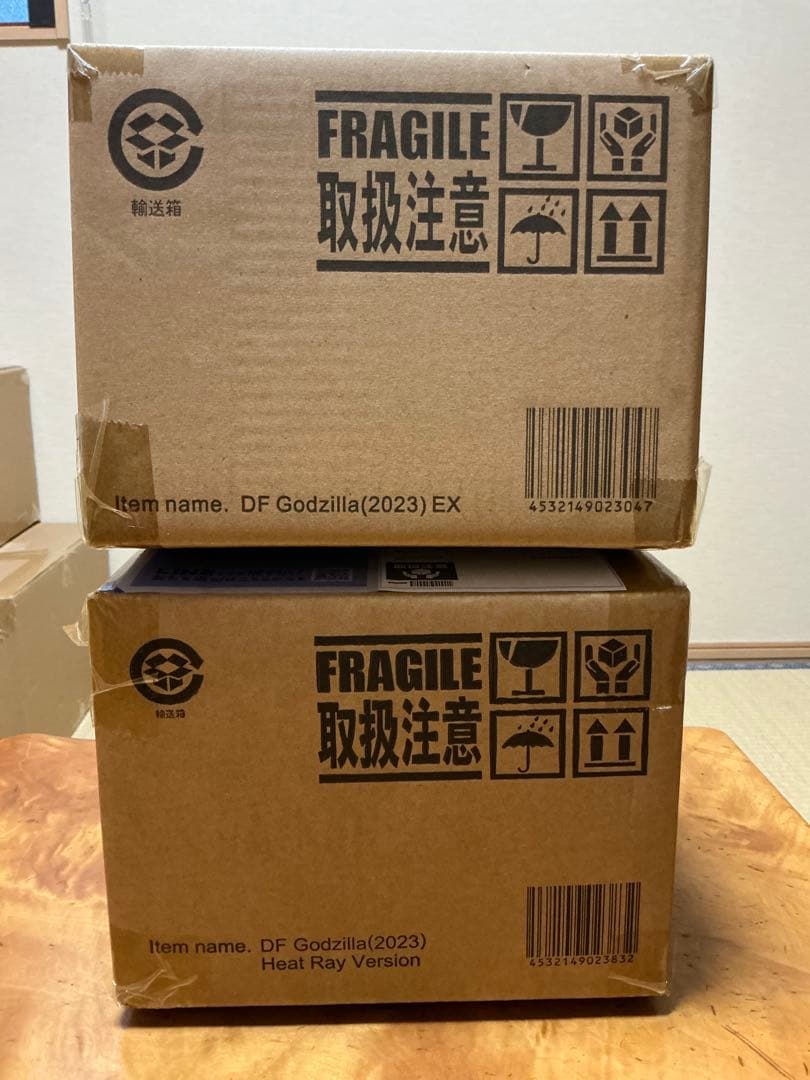 輸送箱
FRAGILE
取扱注意
Item name. DF Godzilla(2023) EX
4532149023047
輸送箱
FRAGILE
取扱注意
Item name. DF Godzilla(2023)
Heat Ray Version
4532149023832